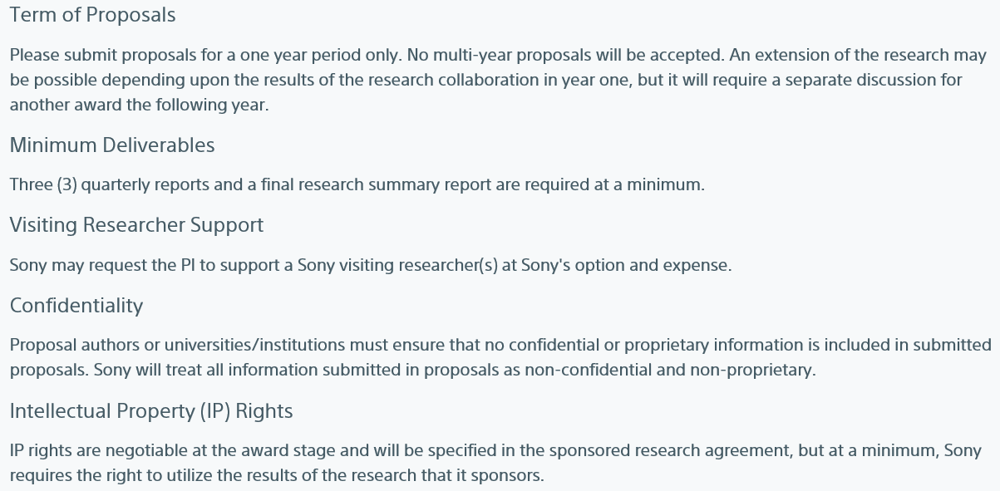 Term of Proposals
Please submit proposals for a one year period only. No multi-year proposals will be accepted. An extension of the research may
be possible depending upon the results of the research collaboration in year one, but it will require a separate discussion for
another award the following year.
Minimum Deliverables
Three (3) quarterly reports and a final research summary report are required at a minimum.
Visiting Researcher Support
Sony may request the PI to support a Sony visiting researcher(s) at Sony's option and expense.
Confidentiality
Proposal authors or universities/institutions must ensure that no confidential or proprietary information is included in submitted
proposals. Sony will treat all information submitted in proposals as non-confidential and non-proprietary.
Intellectual Property (IP) Rights
IP rights are negotiable at the award stage and will be specified in the sponsored research agreement, but at a minimum, Sony
requires the right to utilize the results of the research that it sponsors.